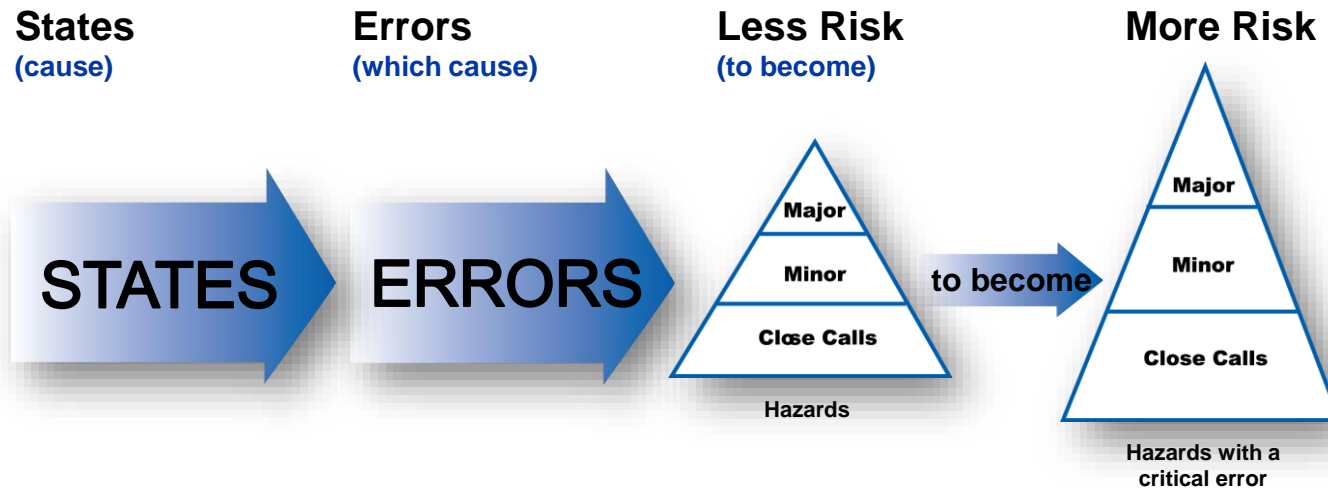 States
(cause)
Errors
(which cause)
Less Risk
(to become)
More Risk
STATES
ERRORS
Major
Minor
Close Calls
Hazards
to become
Major
Minor
Close Calls
Hazards with a
critical error